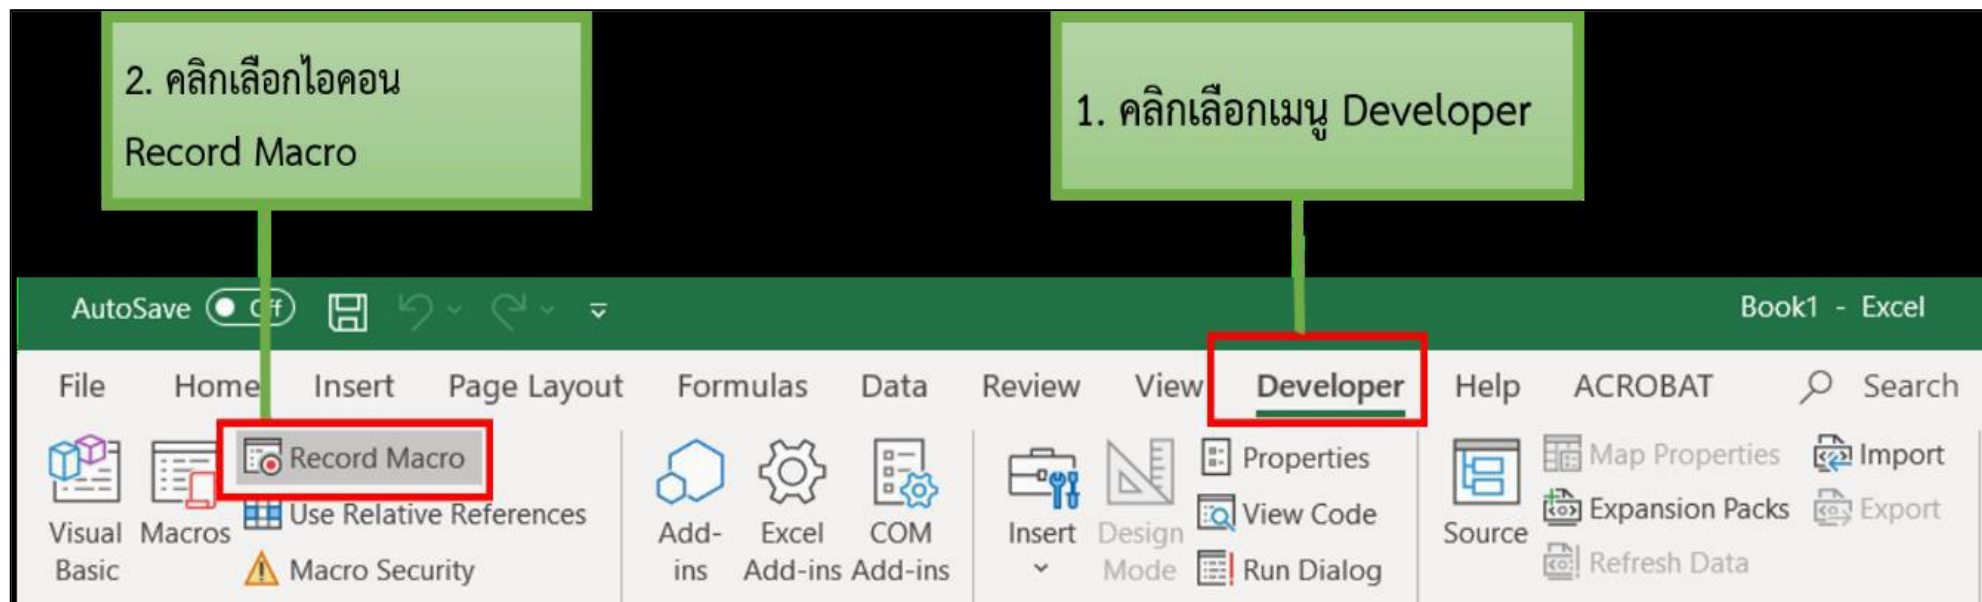 2. คลิกเลือกไอคอน
Record Macro
1. คลิกเลือกเมนู Developer
AutoSave Off
Book1 - Excel
File Home Insert Page Layout Formulas Data Review View Developer Help ACROBAT Search
Visual
Basic
Macros
Record Macro
Use Relative References
Macro Security
Add-
ins
Excel
Add-ins
COM
Add-ins
Insert
Design
Mode
Properties
View Code
Run Dialog
Source
Map Properties
Expansion Packs
Refresh Data
Import
Export